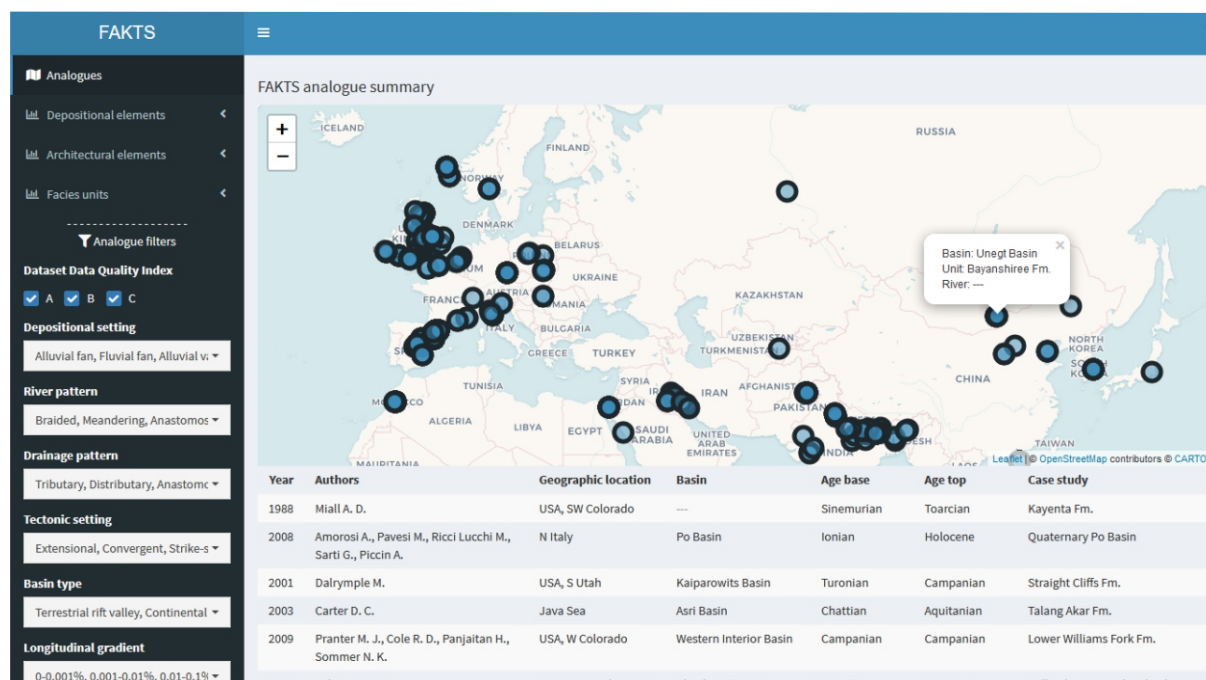 FAKTS
Analogues
Depositional elements
Architectural elements
Facies units
Analogue filters
Dataset Data Quality Index
A B C
Depositional setting
Alluvial fan, Fluvial fan, Alluvial v
River pattern
Braided, Meandering, Anastomos
Drainage pattern
Tributary, Distributary, Anastomo
Tectonic setting
Extensional, Convergent, Strike-s
Basin type
Terrestrial rift valley, Continental
Longitudinal gradient
0-0.001%, 0.001-0.01%, 0.01-0.1%
FAKTS analogue summary
+
−
ICELAND
RUSSIA
FINLAND
NORWAY
DENMARK
BELARUS
UKRAINE
FRANCE
AUSTRIA
ITALY
BULGARIA
GREECE
TURKEY
KAZAKHSTAN
UZBEKISTAN
TURKMENISTA
Basin: Unegt Basin
Unit: Bayanshiree Fm.
River: ---
×
NORTH
KOREA
CHINA
TUNISIA
SYRIA
IRAN
AFGHANIST
PAKISTAN
ALGERIA
LIBYA
EGYPT
SAUDI
ARABIA
UNITED
ARAB
EMIRATES
INDIA
TAIWAN
LAOS
MAURITANIA
Leaflet | © OpenStreetMap contributors © CARTO
Year Authors Geographic location Basin Age base Age top Case study
1988 Miall A. D. USA, SW Colorado --- Sinemurian Toarcian Kayenta Fm.
2008 Amorosi A., Pavesi M., Ricci Lucchi M., N Italy Po Basin Ionian Holocene Quaternary Po Basin
Sarti G., Piccin A.
2001 Dalrymple M. USA, S Utah Kaiparowits Basin Turonian Campanian Straight Cliffs Fm.
2003 Carter D. C. Java Sea Asri Basin Chattian Aquitanian Talang Akar Fm.
2009 Pranter M. J., Cole R. D., Panjaitan H., USA, W Colorado Western Interior Basin Campanian Campanian Lower Williams Fork Fm.
Sommer N. K.